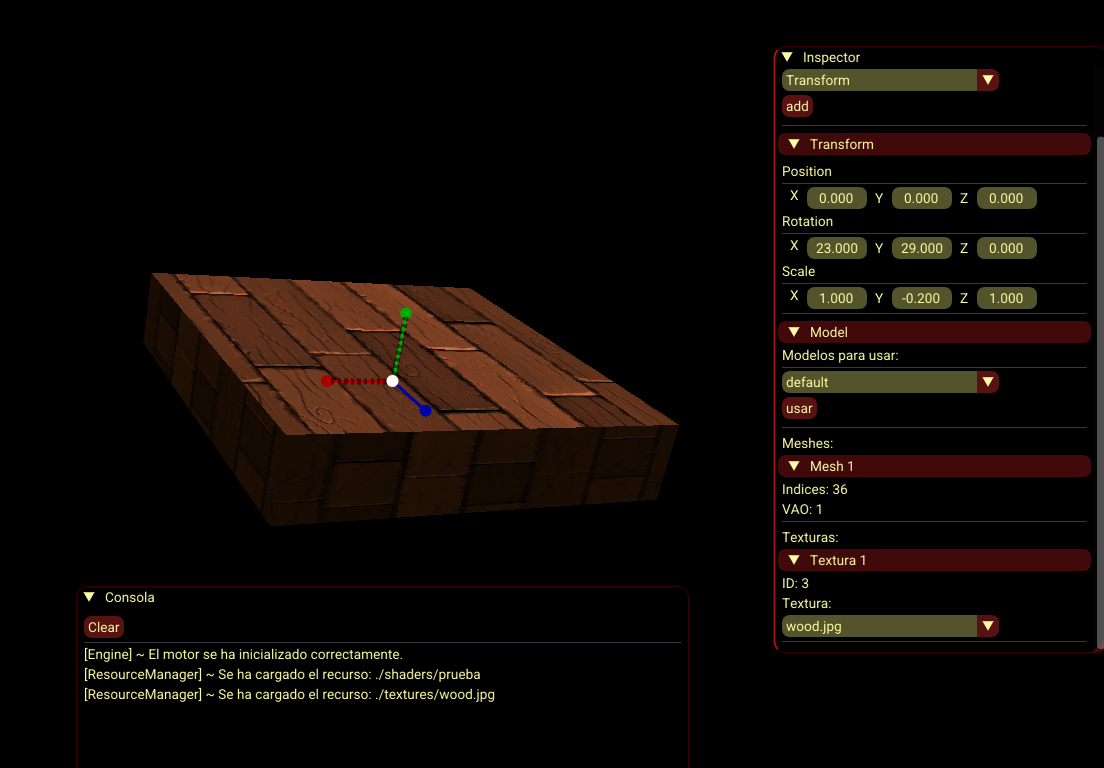 Inspector
Transform
add
Transform
Position
X 0.000 Y 0.000 Z 0.000
Rotation
X 23.000 Y 29.000 Z 0.000
Scale
X 1.000 Y -0.200 Z 1.000
Model
Modelos para usar:
default
usar
Meshes:
Mesh 1
Indices: 36
VAO: 1
Texturas:
Textura 1
ID: 3
Textura:
wood.jpg
Consola
Clear
[Engine] ~ El motor se ha inicializado correctamente.
[ResourceManager] ~ Se ha cargado el recurso: ./shaders/prueba
[ResourceManager] ~ Se ha cargado el recurso: ./textures/wood.jpg